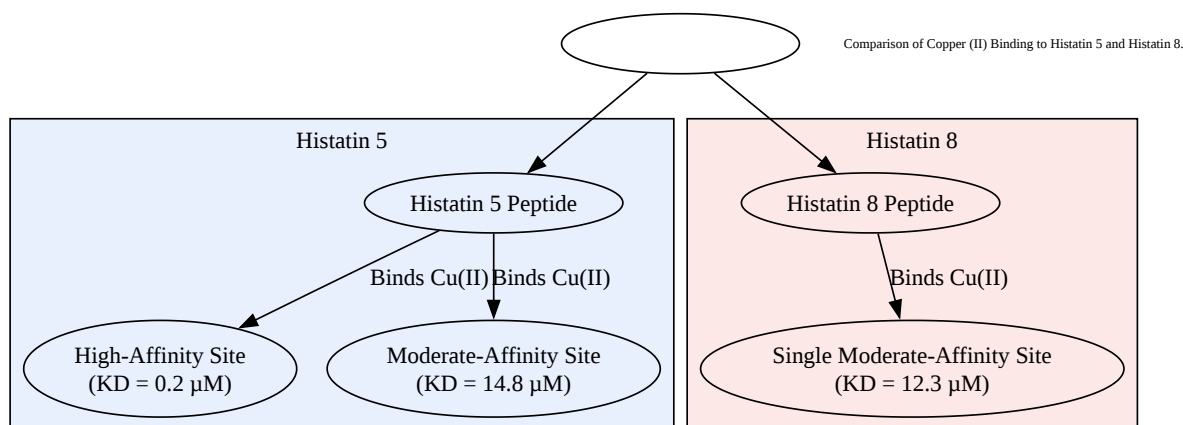 Comparison of Copper (II) Binding to Histatin 5 and Histatin 8.
Histatin 5
Histatin 8
Histatin 5 Peptide
Histatin 8 Peptide
Binds Cu(II)
Binds Cu(II)
Binds Cu(II)
High-Affinity Site
(KD = 0.2 µM)
Moderate-Affinity Site
(KD = 14.8 µM)
Single Moderate-Affinity Site
(KD = 12.3 µM)